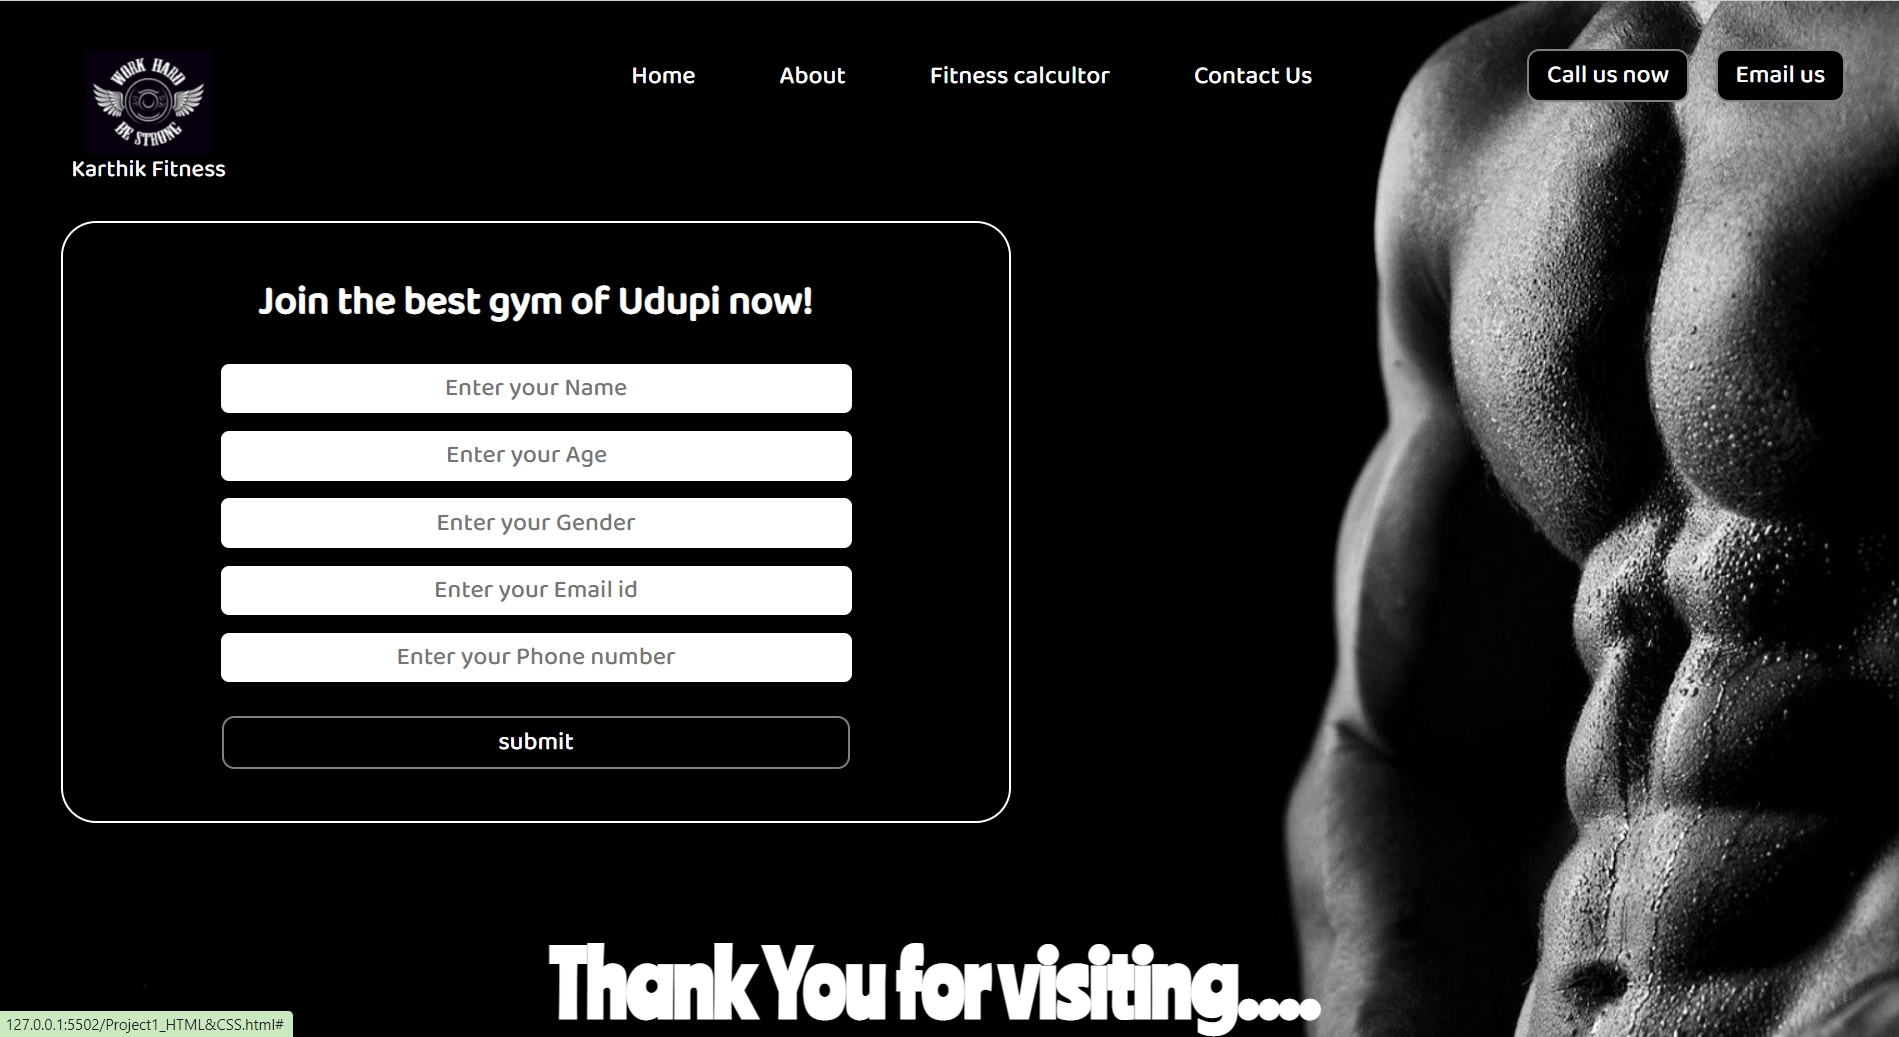 WORK HARD
BE STRONG
Karthik Fitness
Home
About
Fitness calcultor
Contact Us
Call us now
Email us
Join the best gym of Udupi now!
Enter your Name
Enter your Age
Enter your Gender
Enter your Email id
Enter your Phone number
submit
Thank You for visiting....
127.0.0.1:5502/Project1_HTML&CSS.html#